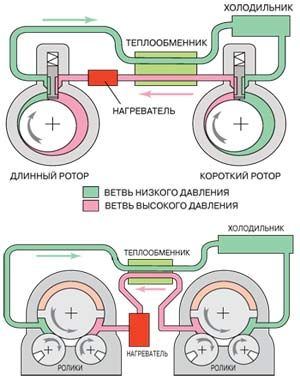 ХОЛОДИЛЬНИК
ТЕПЛООБМЕННИК
НАГРЕВАТЕЛЬ
ДЛИННЫЙ РОТОР
КОРОТКИЙ РОТОР
ВЕТВЬ НИЗКОГО ДАВЛЕНИЯ
ВЕТВЬ ВЫСОКОГО ДАВЛЕНИЯ
ХОЛОДИЛЬНИК
ТЕПЛООБМЕННИК
РОЛИКИ
НАГРЕВАТЕЛЬ
РОЛИКИ